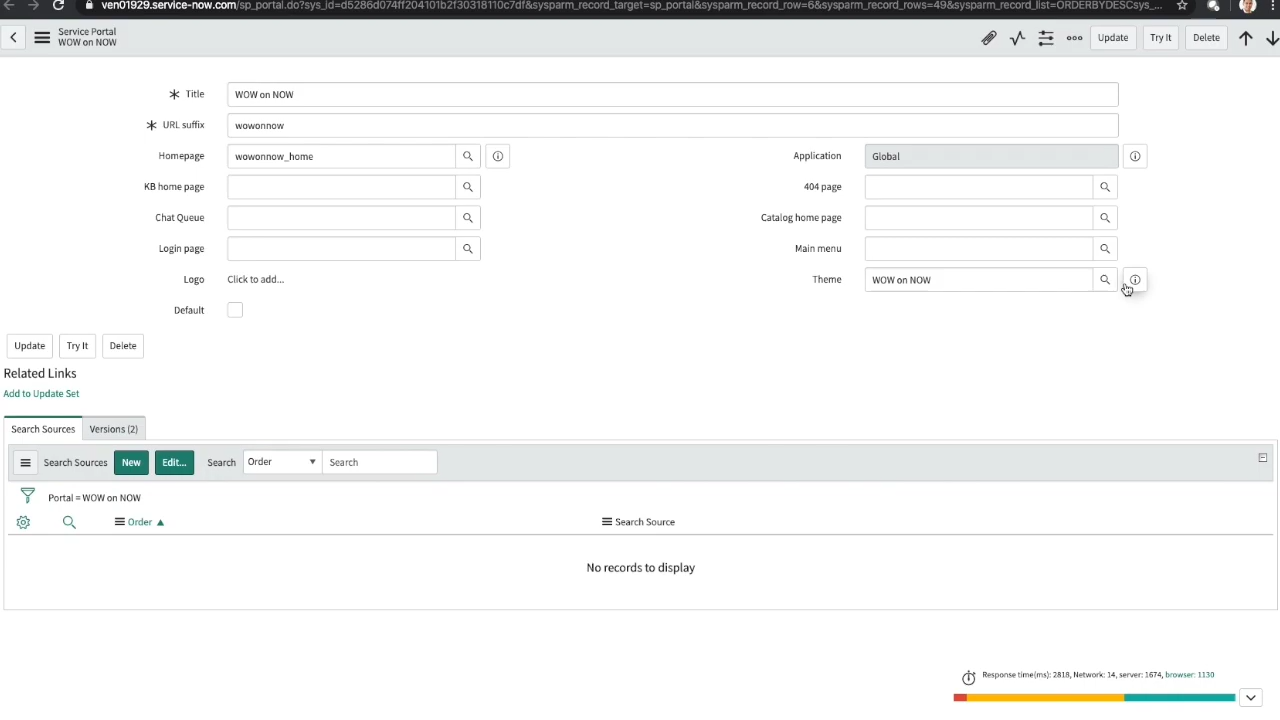 ven01929.service-now.com/sp_portal.do?sys_id=d5286d074ff204101b2f30318110c7df&sysparm_record_target=sp_portal&sysparm_record_row=6&sysparm_record_rows=49&sysparm_record_list=ORDERBYDESCsys_...
Service Portal
WOW on NOW
Update Try It Delete
Title WOW on NOW
URL suffix wowonnow
Homepage wowonnow_home Application Global
KB home page 404 page
Chat Queue Catalog home page
Login page Main menu
Logo Click to add... Theme WOW on NOW
Default
Update Try It Delete
Related Links
Add to Update Set
Search Sources Versions (2)
Search Sources New Edit... Search Order Search
Portal = WOW on NOW
Order Search Source
No records to display
Response time(ms): 2818, Network: 14, server: 1674, browser: 1130